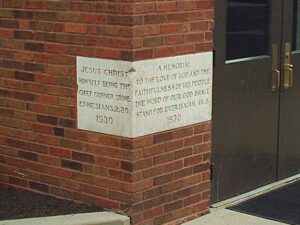 JESUS CHRIST
HIMSELF BEING THE
CHIEF CORNER STONE
EPHESIANS.2.20.
1930
A MEMORIAL
TO THE LOVE OF GOD AND THE
FAITHFULNESS OF HIS PEOPLE
THE WORD OF OUR GOD SHALL
STAND FOR EVER.ISAIAH. 40. 8.
1970